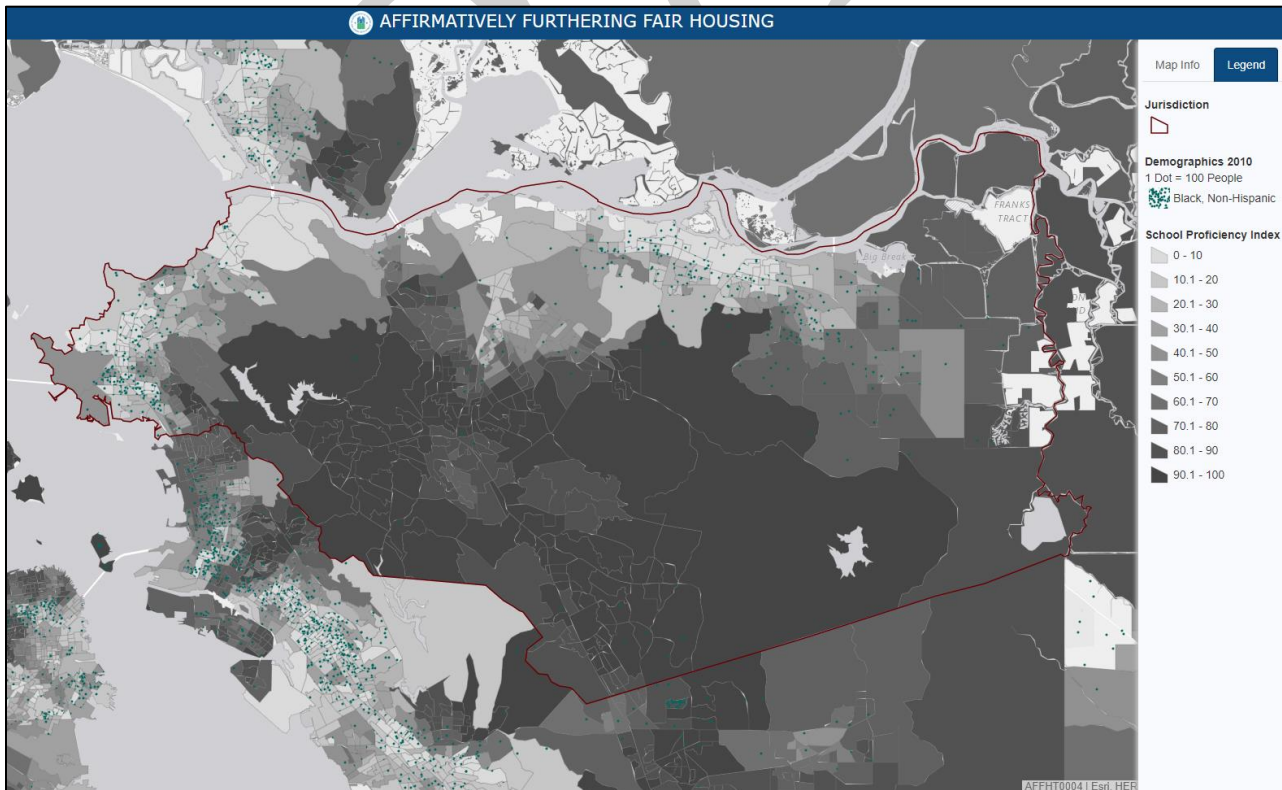 AFFIRMATIVELY FURTHERING FAIR HOUSING
Map Info
Legend
Jurisdiction
Demographics 2010
1 Dot = 100 People
Black, Non-Hispanic
School Proficiency Index
0 - 10
10.1 - 20
20.1 - 30
30.1 - 40
40.1 - 50
50.1 - 60
60.1 - 70
70.1 - 80
80.1 - 90
90.1 - 100
FRANKS
TRACT
Big Break
AFFHT0004 | Esri, HER